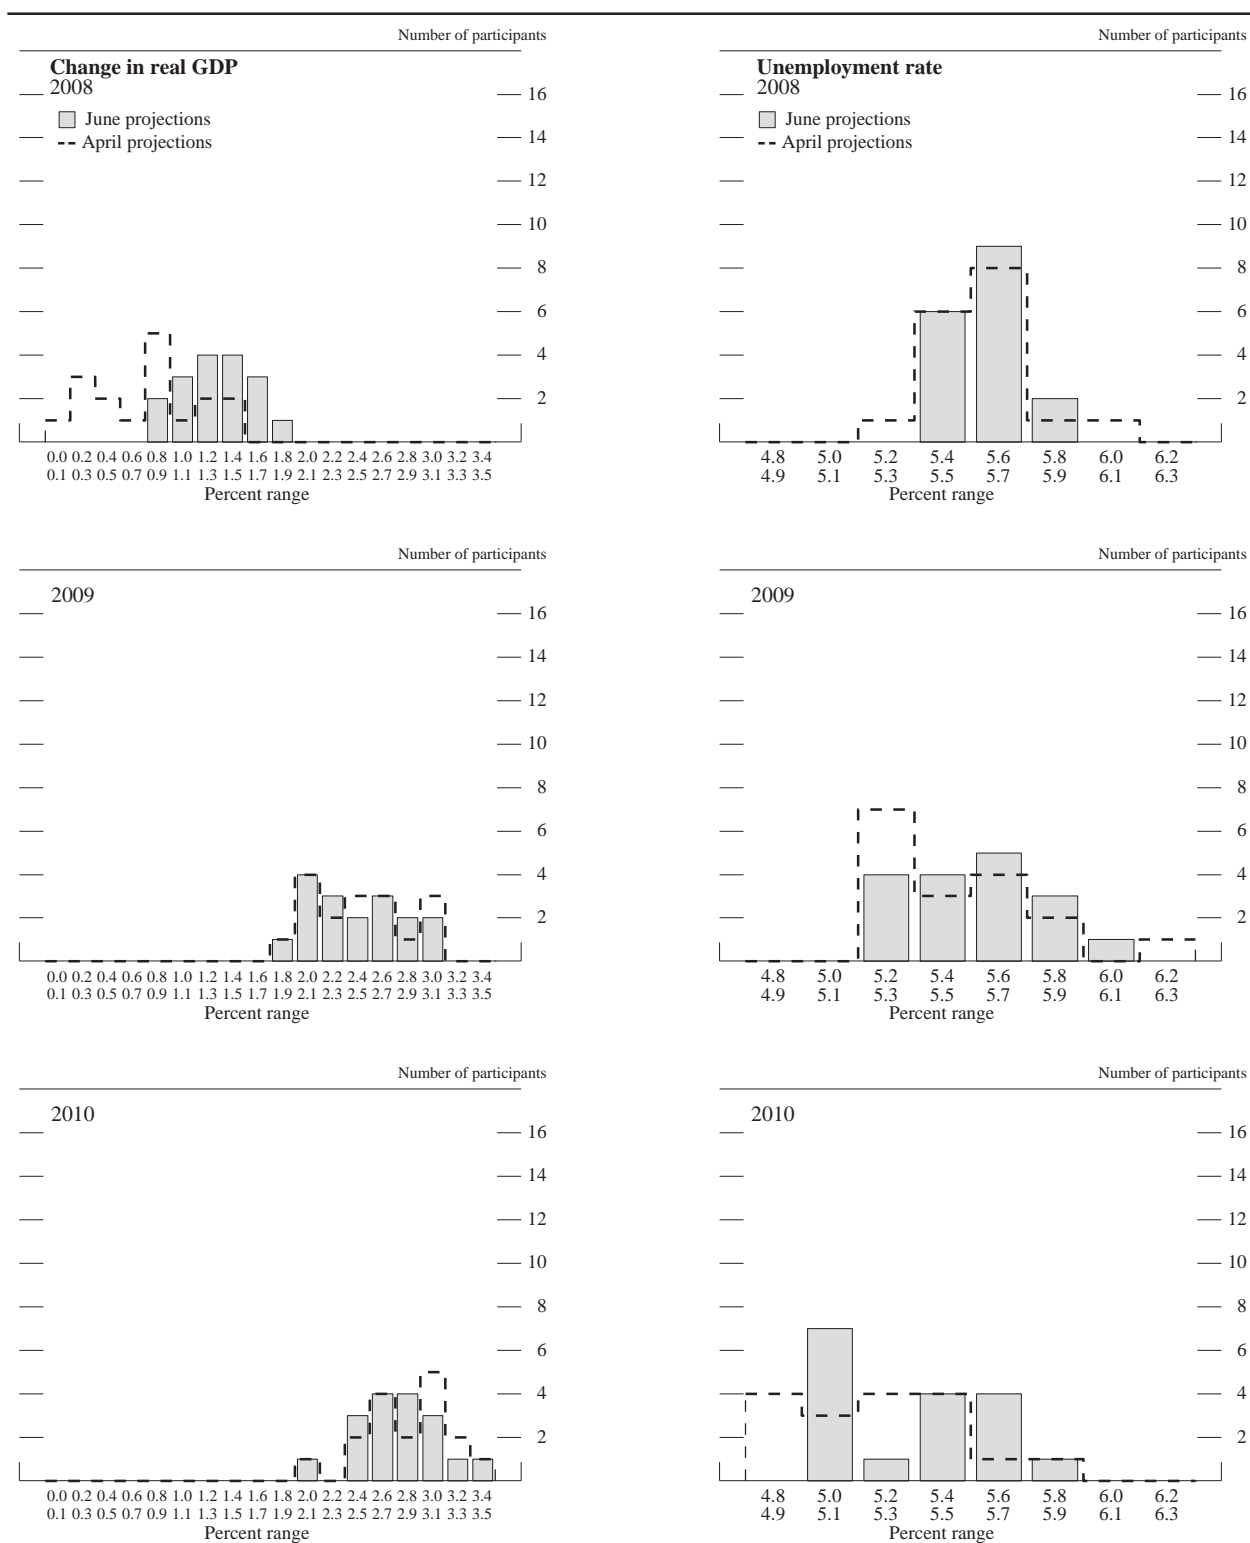 Number of participants
Change in real GDP
2008
June projections
April projections
16
14
12
10
8
6
4
2
0.0 0.2 0.4 0.6 0.8 1.0 1.2 1.4 1.6 1.8 2.0 2.2 2.4 2.6 2.8 3.0 3.2 3.4
0.1 0.3 0.5 0.7 0.9 1.1 1.3 1.5 1.7 1.9 2.1 2.3 2.5 2.7 2.9 3.1 3.3 3.5
Percent range
Number of participants
Unemployment rate
2008
June projections
April projections
16
14
12
10
8
6
4
2
4.8 5.0 5.2 5.4 5.6 5.8 6.0 6.2
4.9 5.1 5.3 5.5 5.7 5.9 6.1 6.3
Percent range
Number of participants
2009
16
14
12
10
8
6
4
2
0.0 0.2 0.4 0.6 0.8 1.0 1.2 1.4 1.6 1.8 2.0 2.2 2.4 2.6 2.8 3.0 3.2 3.4
0.1 0.3 0.5 0.7 0.9 1.1 1.3 1.5 1.7 1.9 2.1 2.3 2.5 2.7 2.9 3.1 3.3 3.5
Percent range
Number of participants
2009
16
14
12
10
8
6
4
2
4.8 5.0 5.2 5.4 5.6 5.8 6.0 6.2
4.9 5.1 5.3 5.5 5.7 5.9 6.1 6.3
Percent range
Number of participants
2010
16
14
12
10
8
6
4
2
0.0 0.2 0.4 0.6 0.8 1.0 1.2 1.4 1.6 1.8 2.0 2.2 2.4 2.6 2.8 3.0 3.2 3.4
0.1 0.3 0.5 0.7 0.9 1.1 1.3 1.5 1.7 1.9 2.1 2.3 2.5 2.7 2.9 3.1 3.3 3.5
Percent range
Number of participants
2010
16
14
12
10
8
6
4
2
4.8 5.0 5.2 5.4 5.6 5.8 6.0 6.2
4.9 5.1 5.3 5.5 5.7 5.9 6.1 6.3
Percent range